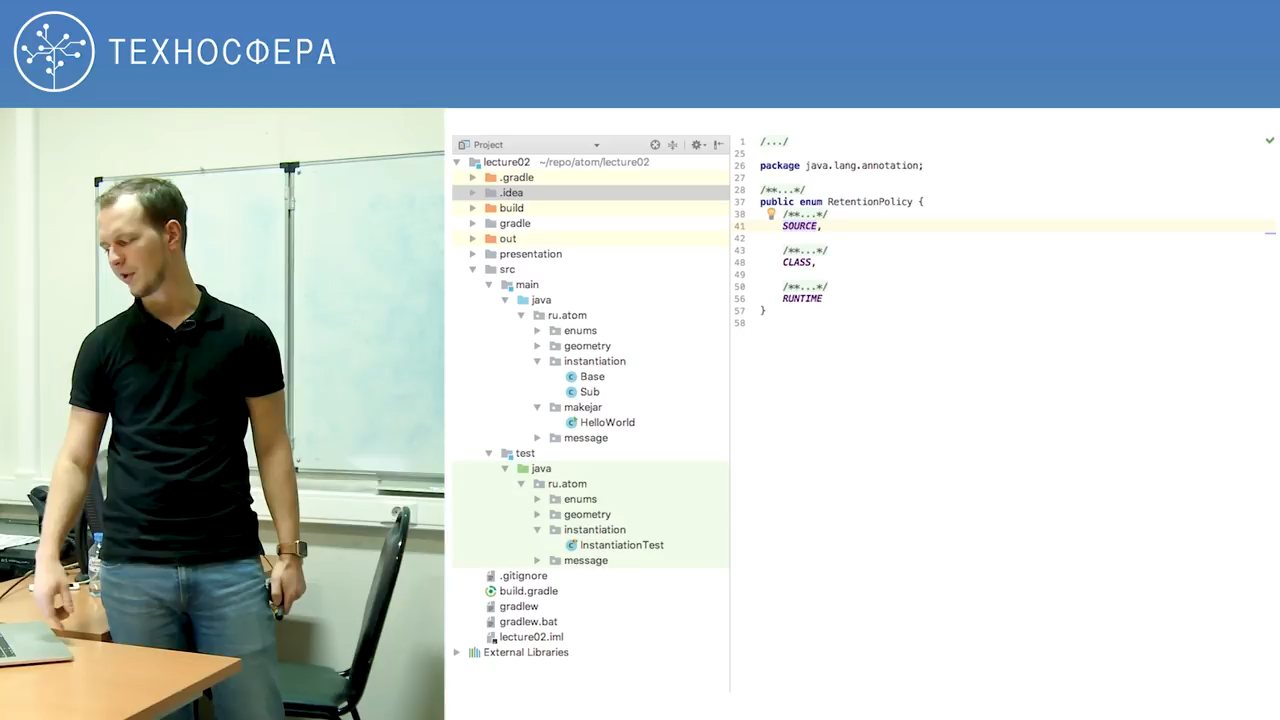 ТЕХНОСФЕРА
Project
lecture02 ~/repo/atom/lecture02
.gradle
.idea
build
gradle
out
presentation
src
main
java
ru.atom
enums
geometry
instantiation
Base
Sub
makejar
HelloWorld
message
test
java
ru.atom
enums
geometry
instantiation
InstantiationTest
message
.gitignore
build.gradle
gradlew
gradlew.bat
lecture02.iml
External Libraries
1 /.../
25
26 package java.lang.annotation;
27
28 /**...*/
37 public enum RetentionPolicy {
38 /**...*/
41 SOURCE,
42
43 /**...*/
48 CLASS,
49
50 /**...*/
56 RUNTIME
57 }
58